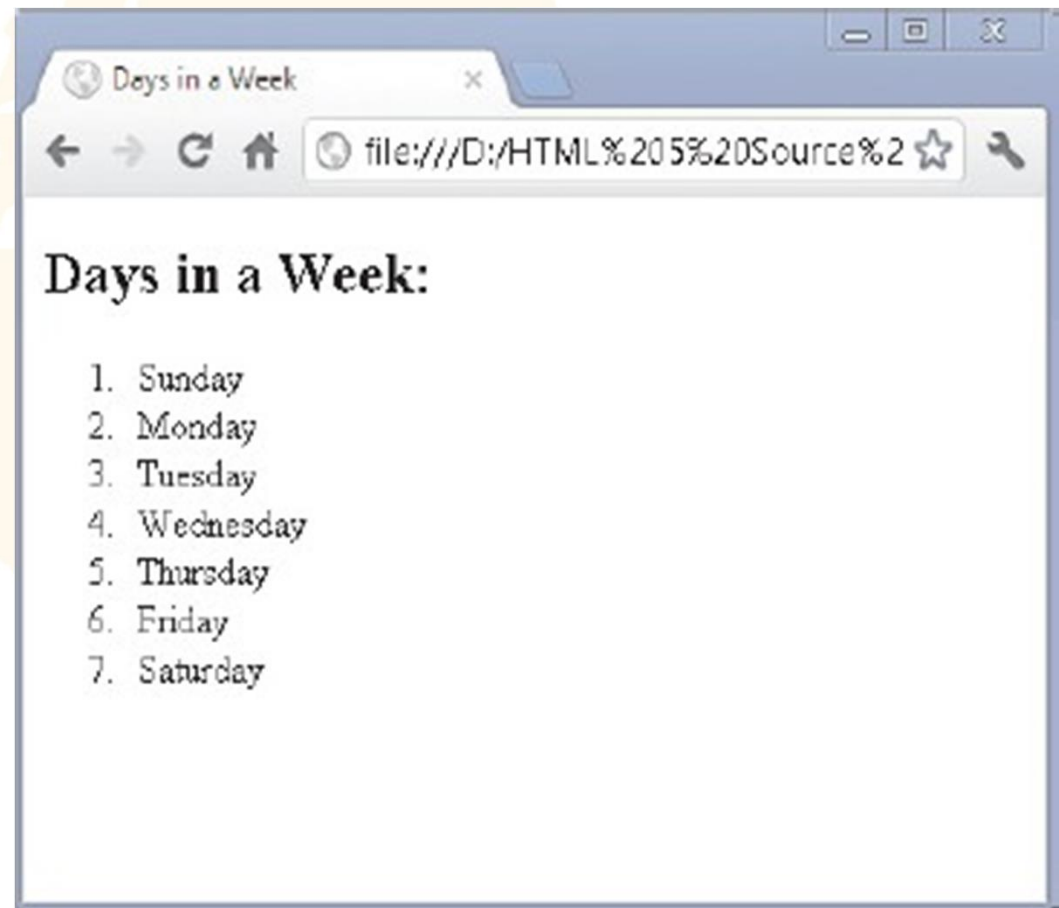 Days in a Week
file:///D:/HTML%205%20Source%2
Days in a Week:
1. Sunday
2. Monday
3. Tuesday
4. Wednesday
5. Thursday
6. Friday
7. Saturday